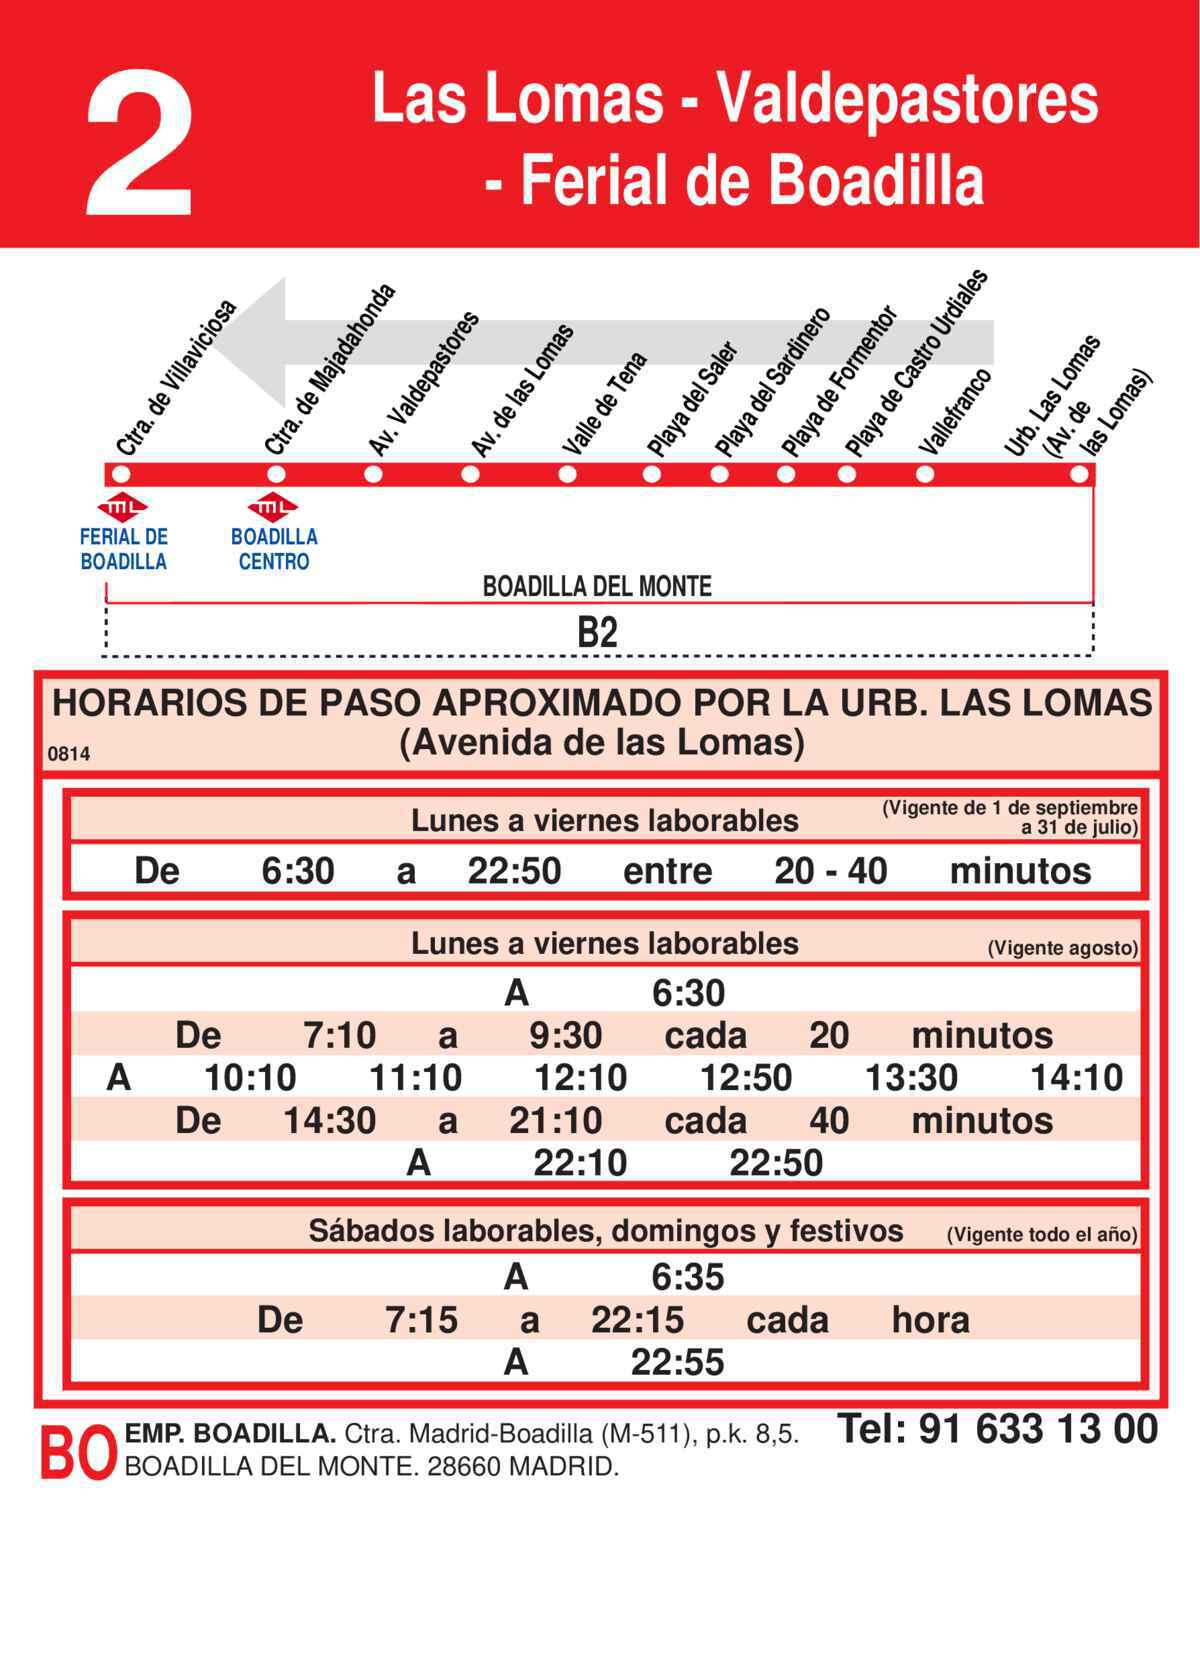 2
Las Lomas - Valdepastores
- Ferial de Boadilla
Ctra. de Villaviciosa
Ctra. de Majadahonda
Av. Valdepastores
Av. de las Lomas
Valle de Tena
Playa del Saler
Playa del Sardinero
Playa de Formentor
Playa de Castro Urdiales
Vallefranco
Urb. Las Lomas
(Av. de
las Lomas)
ML
FERIAL DE
BOADILLA
ML
BOADILLA
CENTRO
BOADILLA DEL MONTE
B2
HORARIOS DE PASO APROXIMADO POR LA URB. LAS LOMAS
(Avenida de las Lomas)
0814
Lunes a viernes laborables (Vigente de 1 de septiembre
a 31 de julio)
De 6:30 a 22:50 entre 20 - 40 minutos
Lunes a viernes laborables (Vigente agosto)
A 6:30
De 7:10 a 9:30 cada 20 minutos
A 10:10 11:10 12:10 12:50 13:30 14:10
De 14:30 a 21:10 cada 40 minutos
A 22:10 22:50
Sábados laborables, domingos y festivos (Vigente todo el año)
A 6:35
De 7:15 a 22:15 cada hora
A 22:55
BO
EMP. BOADILLA. Ctra. Madrid-Boadilla (M-511), p.k. 8,5. Tel: 91 633 13 00
BOADILLA DEL MONTE. 28660 MADRID.